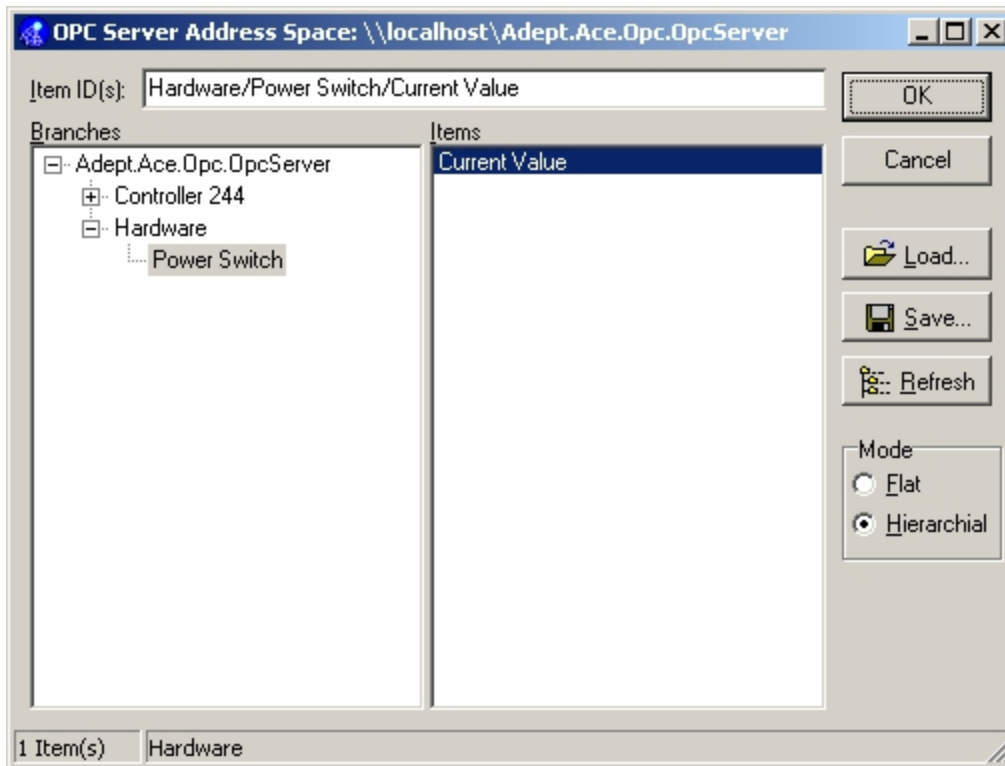 OPC Server Address Space: \\localhost\Adept.Ace.Opc.OpcServer
Item ID(s): Hardware/Power Switch/Current Value
OK
Branches
Items
Adept.Ace.Opc.OpcServer
Controller 244
Hardware
Power Switch
Current Value
Cancel
Load...
Save...
Refresh
Mode
Flat
Hierarchial
1 Item(s)
Hardware